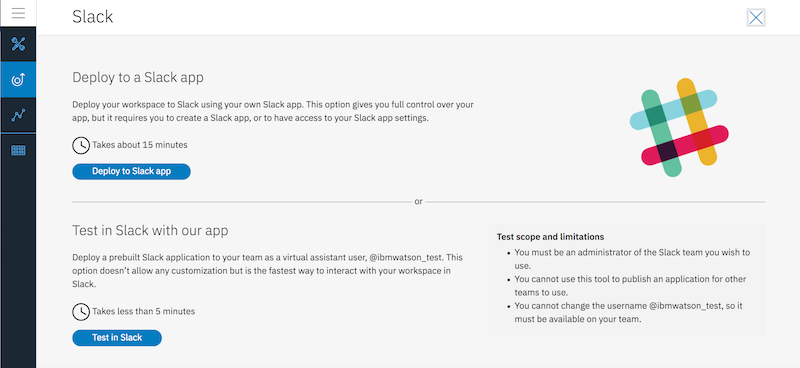 Slack
Deploy to a Slack app
Deploy your workspace to Slack using your own Slack app. This option gives you full control over your
app, but it requires you to create a Slack app, or to have access to your Slack app settings.
Takes about 15 minutes
Deploy to Slack app
or
Test in Slack with our app
Deploy a prebuilt Slack application to your team as a virtual assistant user, @ibmwatson_test. This
option doesn’t allow any customization but is the fastest way to interact with your workspace in
Slack.
Takes less than 5 minutes
Test in Slack
Test scope and limitations
• You must be an administrator of the Slack team you wish to
use.
• You cannot use this tool to publish an application for other
teams to use.
• You cannot change the username @ibmwatson_test, so it
must be available on your team.